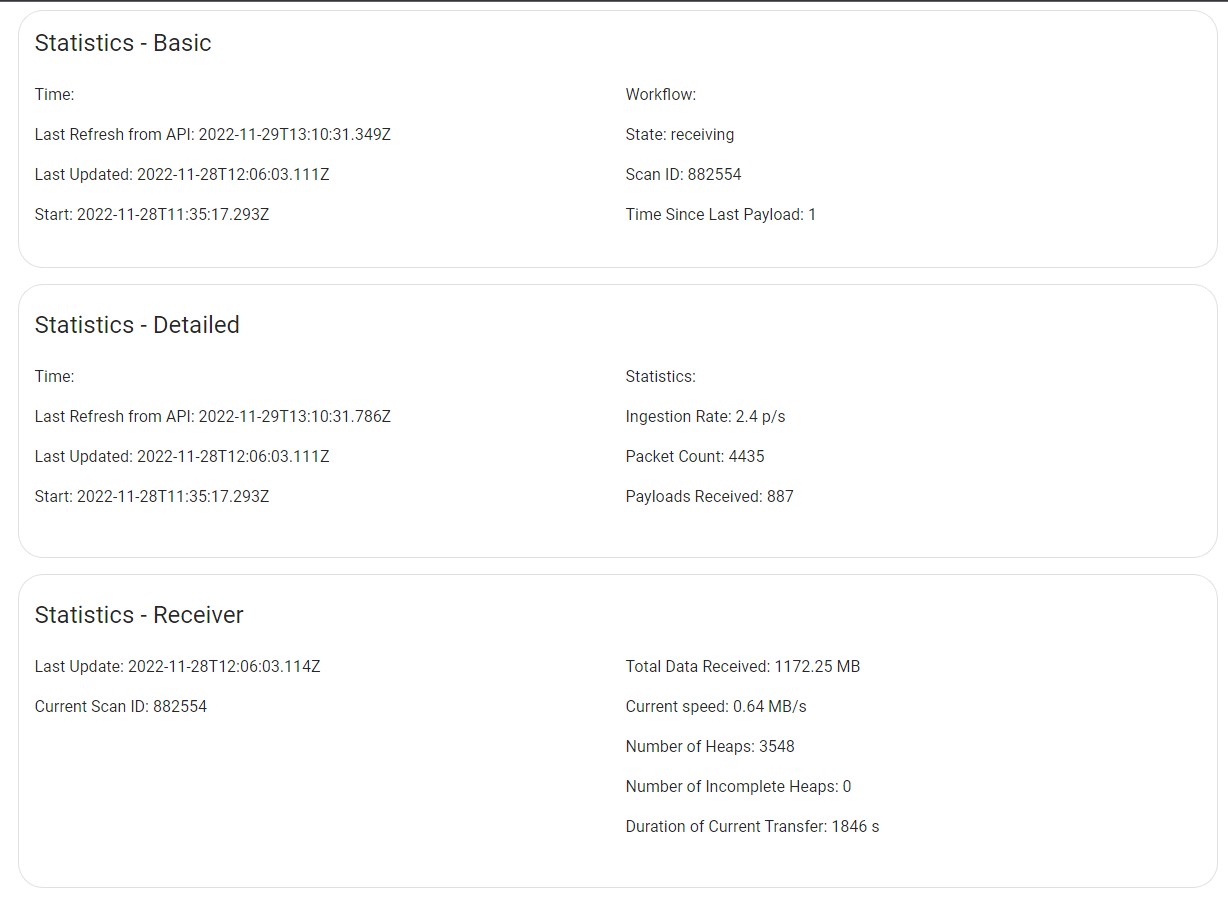 Statistics - Basic
Time:
Last Refresh from API: 2022-11-29T13:10:31.349Z
Last Updated: 2022-11-28T12:06:03.111Z
Start: 2022-11-28T11:35:17.293Z
Workflow:
State: receiving
Scan ID: 882554
Time Since Last Payload: 1
Statistics - Detailed
Time:
Last Refresh from API: 2022-11-29T13:10:31.786Z
Last Updated: 2022-11-28T12:06:03.111Z
Start: 2022-11-28T11:35:17.293Z
Statistics:
Ingestion Rate: 2.4 p/s
Packet Count: 4435
Payloads Received: 887
Statistics - Receiver
Last Update: 2022-11-28T12:06:03.114Z
Current Scan ID: 882554
Total Data Received: 1172.25 MB
Current speed: 0.64 MB/s
Number of Heaps: 3548
Number of Incomplete Heaps: 0
Duration of Current Transfer: 1846 s